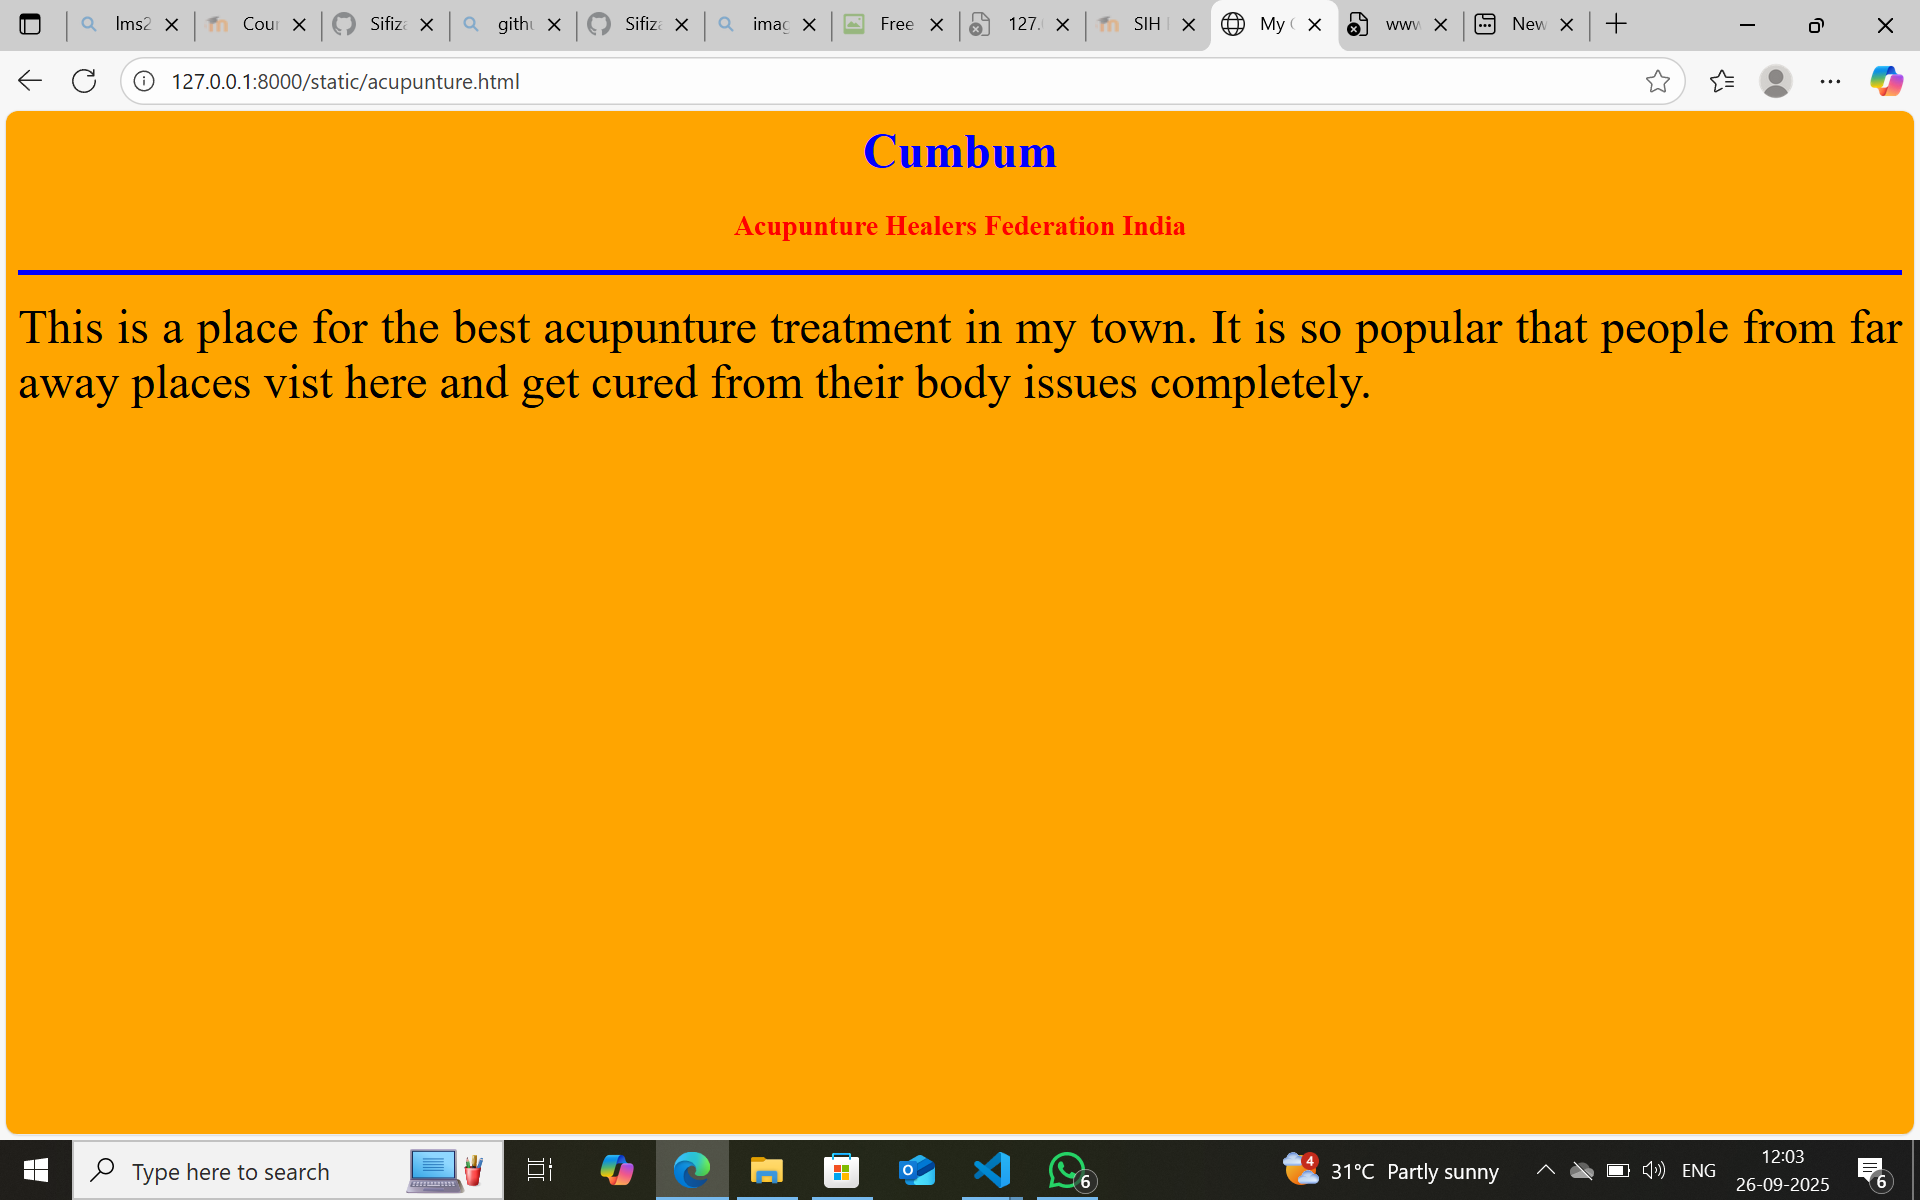 lms2
Cour
Sifiza
githu
Sifiza
imag
Free
127.
SIH
My
www
New
127.0.0.1:8000/static/acupunture.html
Cumbum
Acupunture Healers Federation India
This is a place for the best acupunture treatment in my town. It is so popular that people from far
away places vist here and get cured from their body issues completely.
Type here to search
6
4
31°C Partly sunny
ENG
12:03
26-09-2025
6